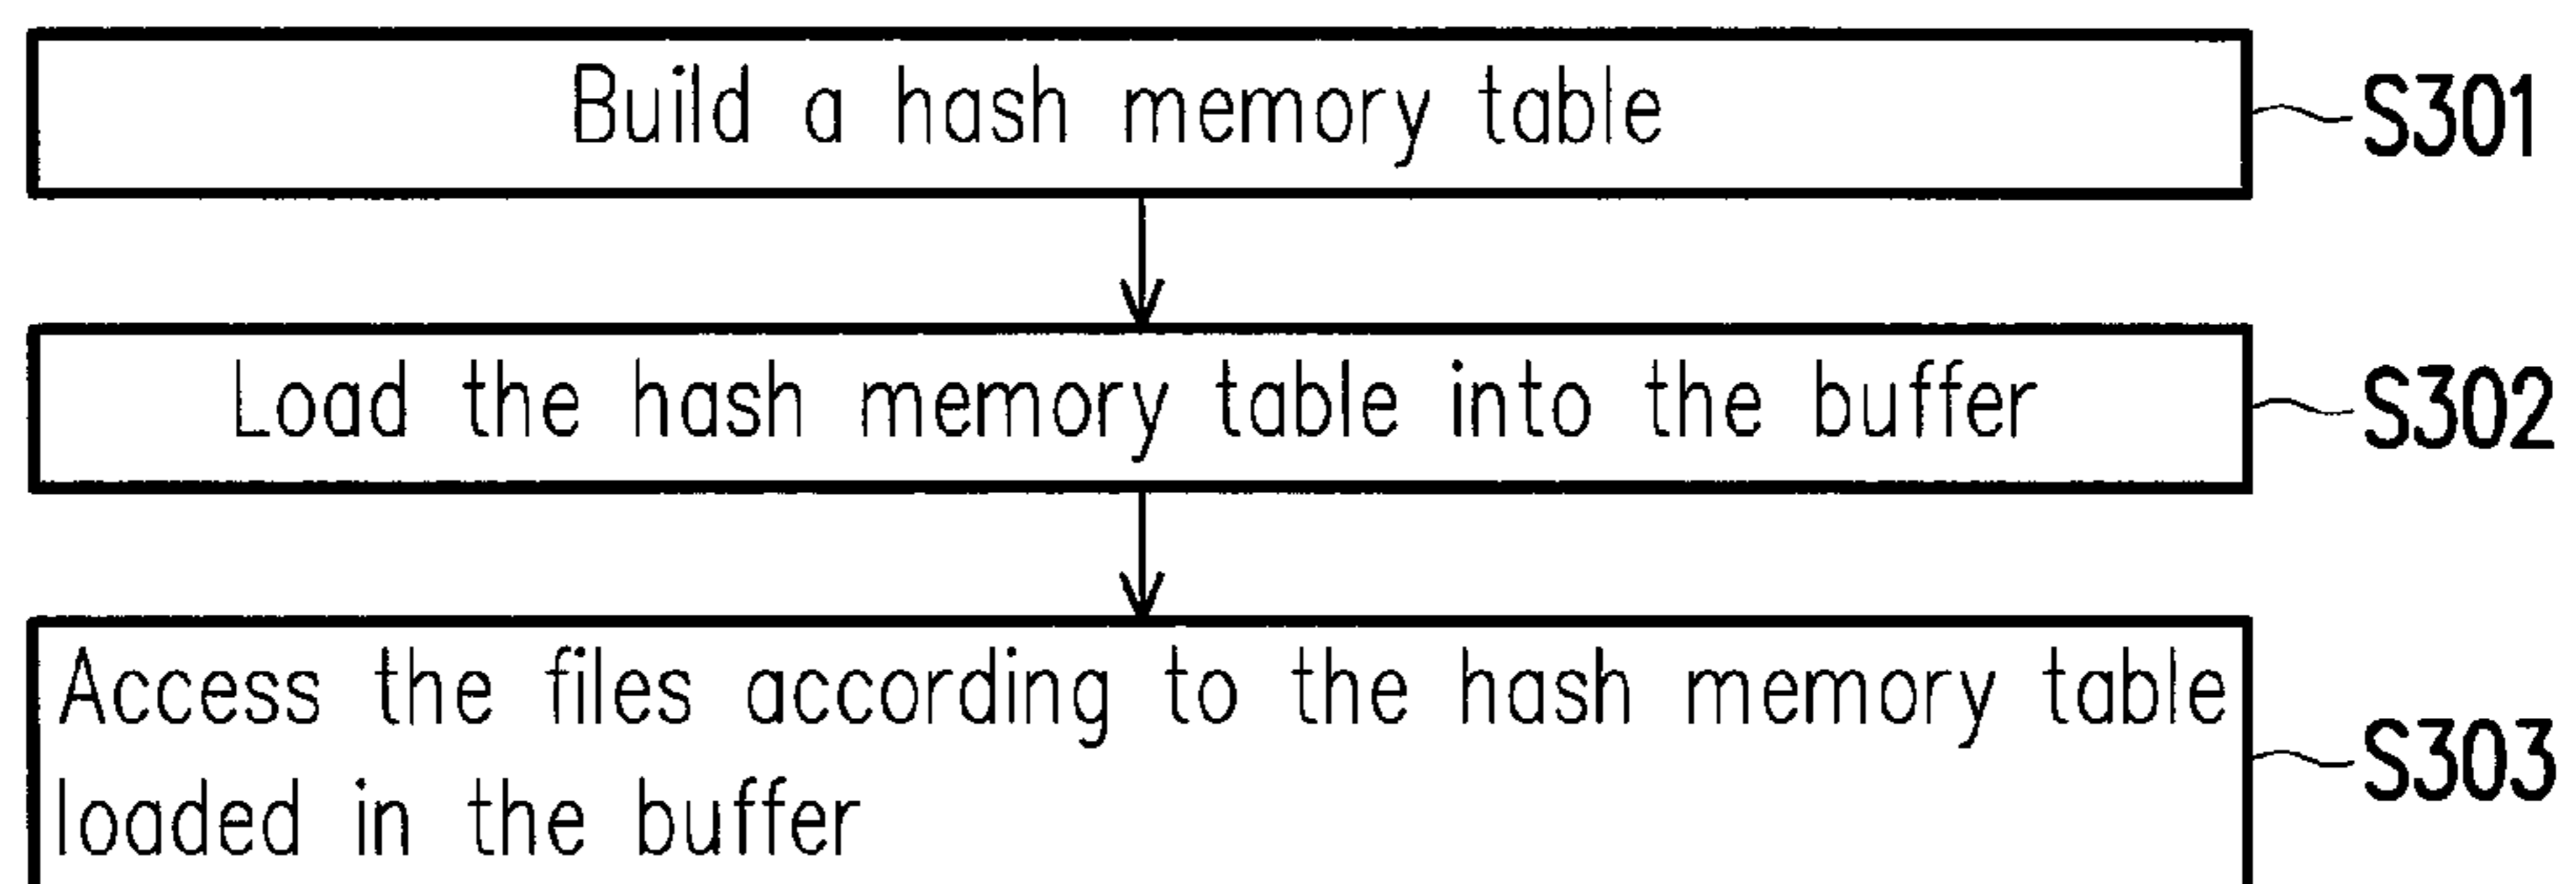 Build a hash memory table
S301
Load the hash memory table into the buffer
S302
Access the files according to the hash memory table
loaded in the buffer
S303